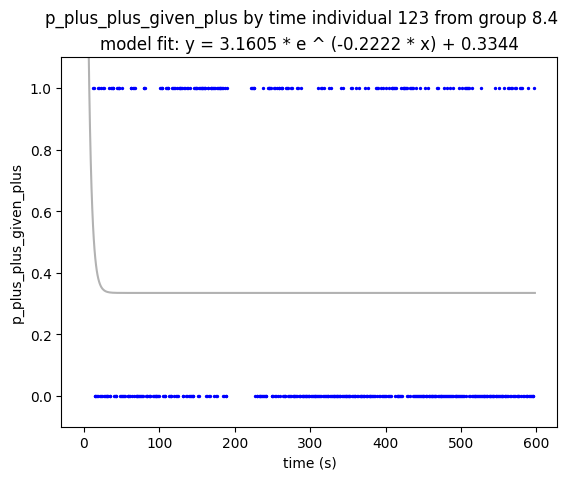 p_plus_plus_given_plus by time individual 123 from group 8.4
model fit: y = 3.1605 * e ^ (-0.2222 * x) + 0.3344
1.0
0.8
0.6
0.4
0.2
0.0
p_plus_plus_given_plus
0 100 200 300 400 500 600
time (s)